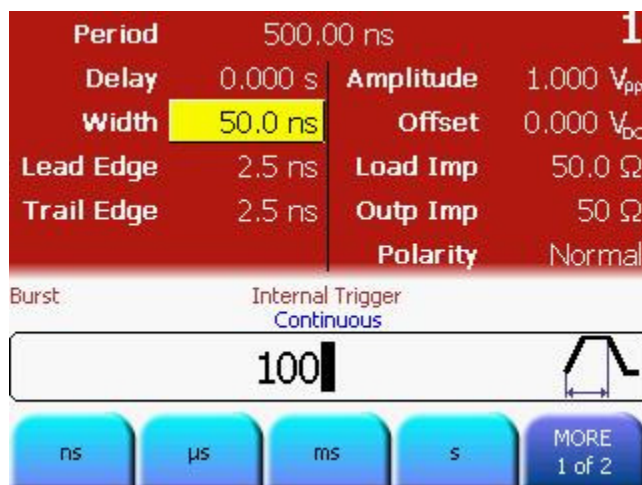 Period 500.00 ns 1
Delay 0.000 s Amplitude 1.000 Vpp
Width 50.0 ns Offset 0.000 VDC
Lead Edge 2.5 ns Load Imp 50.0 Ω
Trail Edge 2.5 ns Outp Imp 50 Ω
Polarity Normal
Burst Internal Trigger
Continuous
100
ns µs ms s MORE
1 of 2